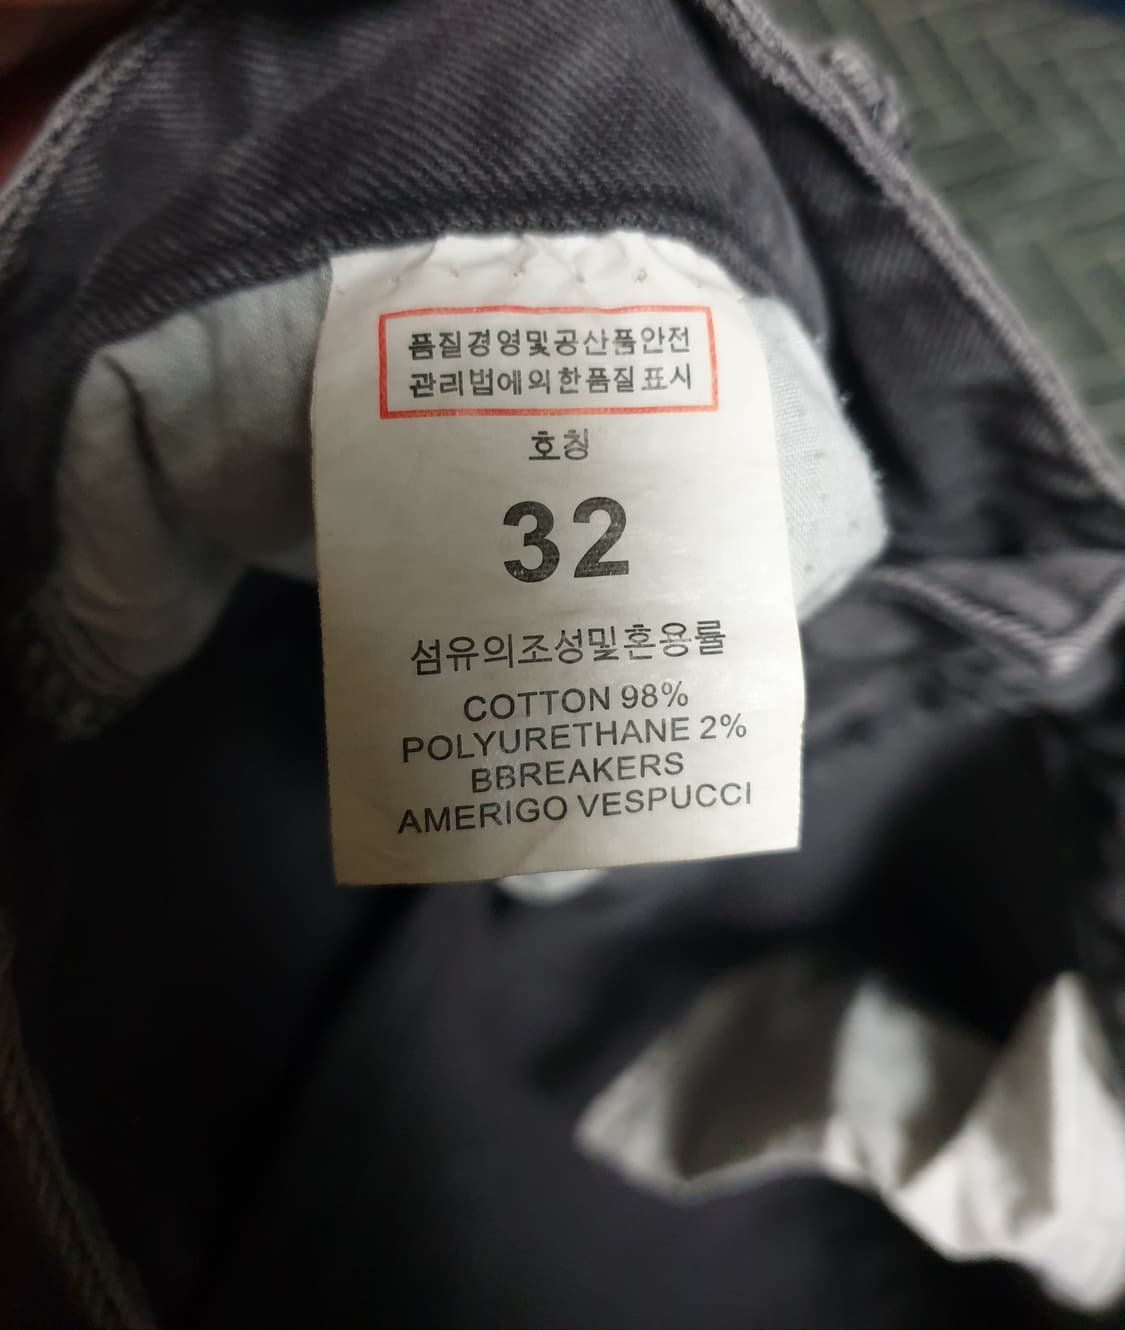 품질경영및공산품안전
관리법에의한품질표시
호칭
32
섬유의조성및혼용률
COTTON 98%
POLYURETHANE 2%
BBREAKERS
AMERIGO VESPUCCI